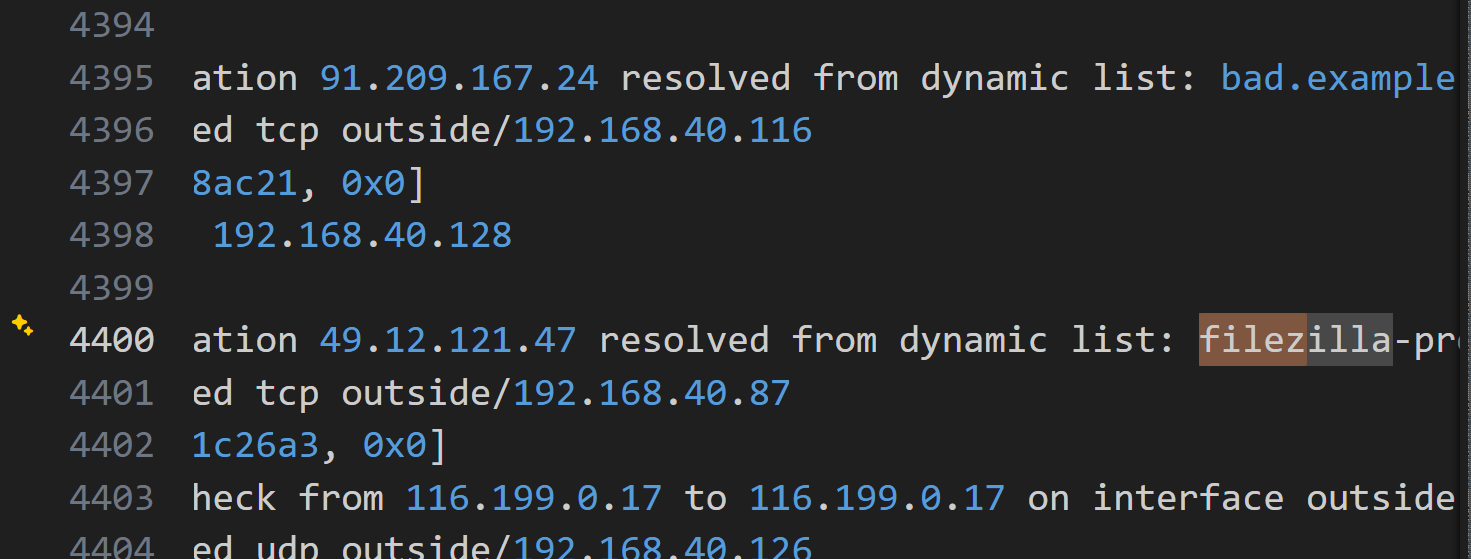 4394
4395 ation 91.209.167.24 resolved from dynamic list: bad.example
4396 ed tcp outside/192.168.40.116
4397 8ac21, 0x0]
4398 192.168.40.128
4399
4400 ation 49.12.121.47 resolved from dynamic list: filezilla-pro
4401 ed tcp outside/192.168.40.87
4402 1c26a3, 0x0]
4403 heck from 116.199.0.17 to 116.199.0.17 on interface outside
4404 ed udp outside/192.168.40.126